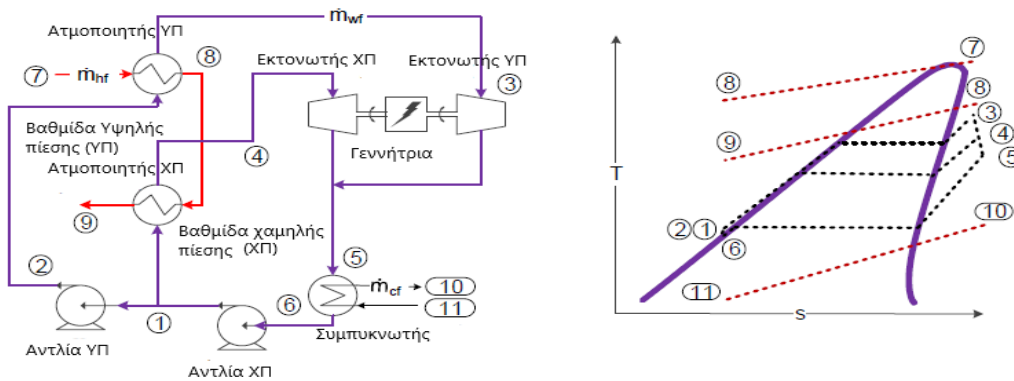 ṁwf
Ατμοποιητής ΥΠ
8
7
ṁhf
Εκτονωτής ΧΠ
Εκτονωτής ΥΠ
3
Βαθμίδα Υψηλής
πίεσης (ΥΠ)
Ατμοποιητής ΧΠ
4
Γεννήτρια
9
Βαθμίδα χαμηλής
πίεσης (ΧΠ)
2
5
ṁcf
10
11
6
1
Συμπυκνωτής
Αντλία ΥΠ
Αντλία ΧΠ
7
8
8
3
9
4
5
T
2 1
10
6
11
s